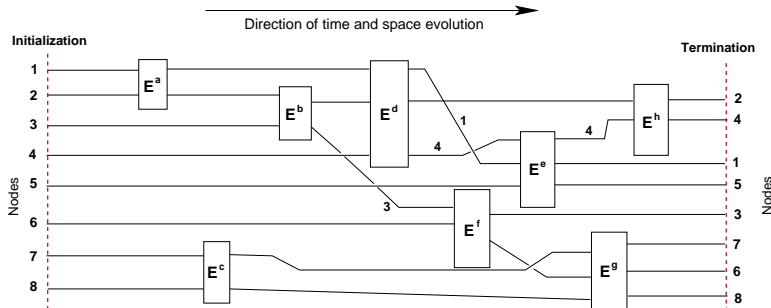 Direction of time and space evolution
Initialization
Termination
1
2
3
4
5
6
7
8
Nodes
E^a
E^b
E^c
E^d
E^e
E^f
E^g
E^h
1
4
4
3
2
4
1
5
3
7
6
8
Nodes